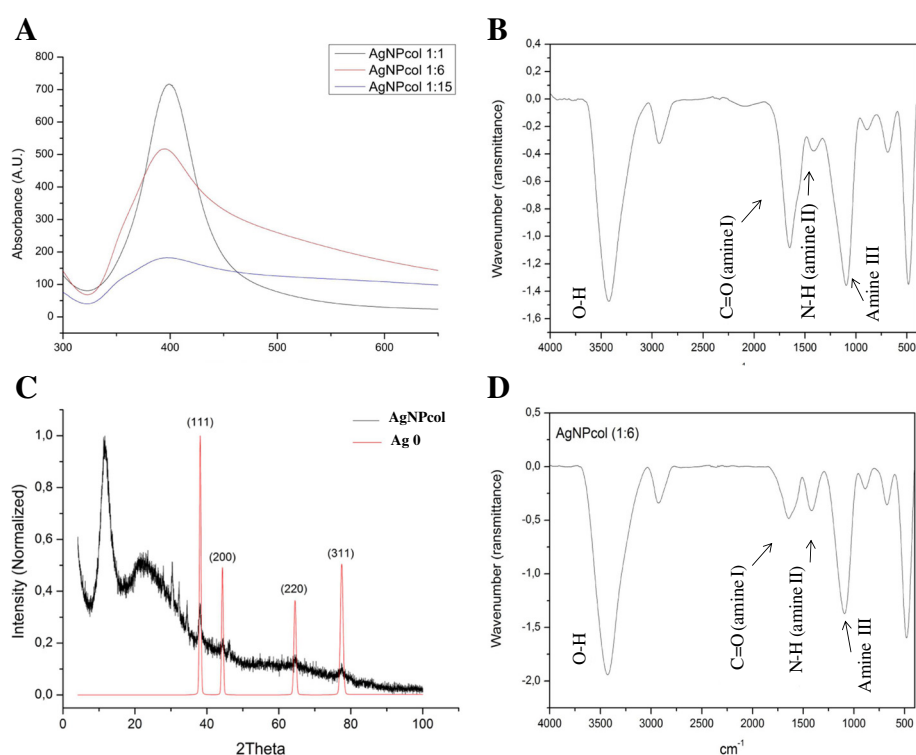 A
800
700
600
500
400
300
200
100
0
300
400
500
600
Absorbance (A.U.)
AgNPcol 1:1
AgNPcol 1:6
AgNPcol 1:15
B
0,4
0,0
-0,2
-0,4
-0,6
-0,8
-1,0
-1,2
-1,4
-1,6
4000
3500
3000
2500
2000
1500
1000
500
Wavenumber (ransmittance)
O-H
C=O (amine I)
N-H (amine II)
Amine III
C
1,0
0,8
0,6
0,4
0,2
0,0
0
20
40
60
80
100
Intensity (Normalized)
2Theta
(111)
(200)
(220)
(311)
AgNPcol
Ag 0
D
AgNPcol (1:6)
0,5
0,0
-0,5
-1,0
-1,5
-2,0
4000
3500
3000
2500
2000
1500
1000
500
Wavenumber (transmittance)
cm-1
O-H
C=O (amine I)
N-H (amine II)
Amine III